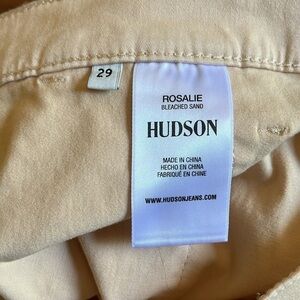 29
ROSALIE
BLEACHED SAND
HUDSON
MADE IN CHINA
HECHO EN CHINA
FABRIQUÉ EN CHINE
WWW.HUDSONJEANS.COM